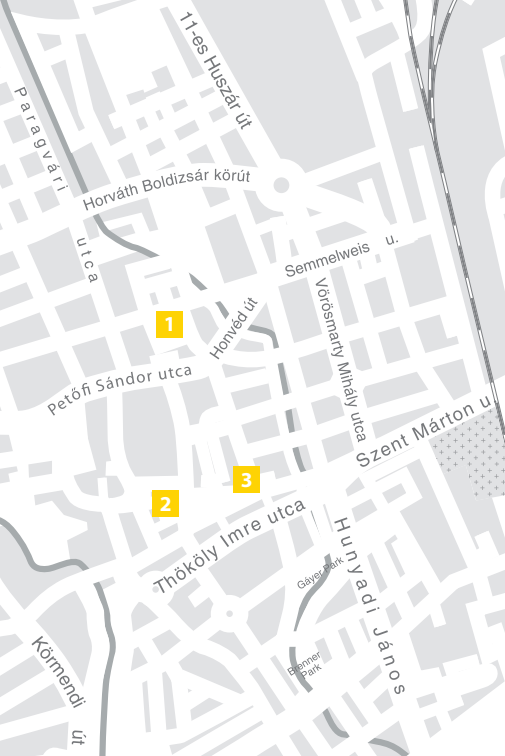 11-es Huszár út
Paragvári utca
Horváth Boldizsár körút
Semmelweis u.
1
Honvéd út
Vörösmarty Mihály utca
Petőfi Sándor utca
Szent Márton u.
3
2
Thököly Imre utca
Hunyadi János
Gáyer Park
Brenner
Park
Körmendi út